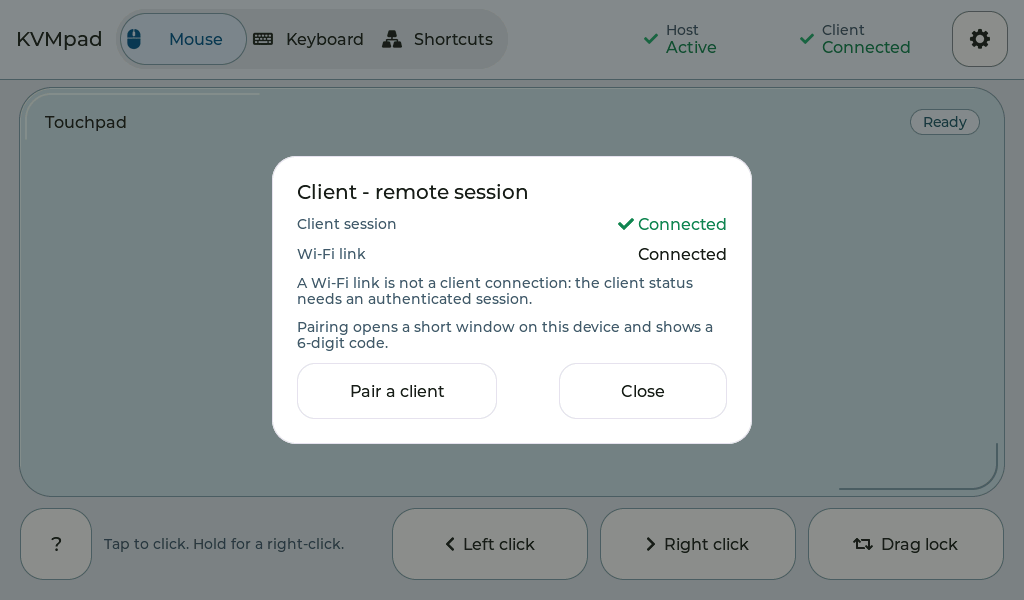 KVMpad
Mouse
Keyboard
Shortcuts
Host
Active
Client
Connected
Touchpad
Ready
Client - remote session
Client session
Connected
Wi-Fi link
Connected
A Wi-Fi link is not a client connection: the client status
needs an authenticated session.
Pairing opens a short window on this device and shows a
6-digit code.
Pair a client
Close
?
Tap to click. Hold for a right-click.
Left click
Right click
Drag lock